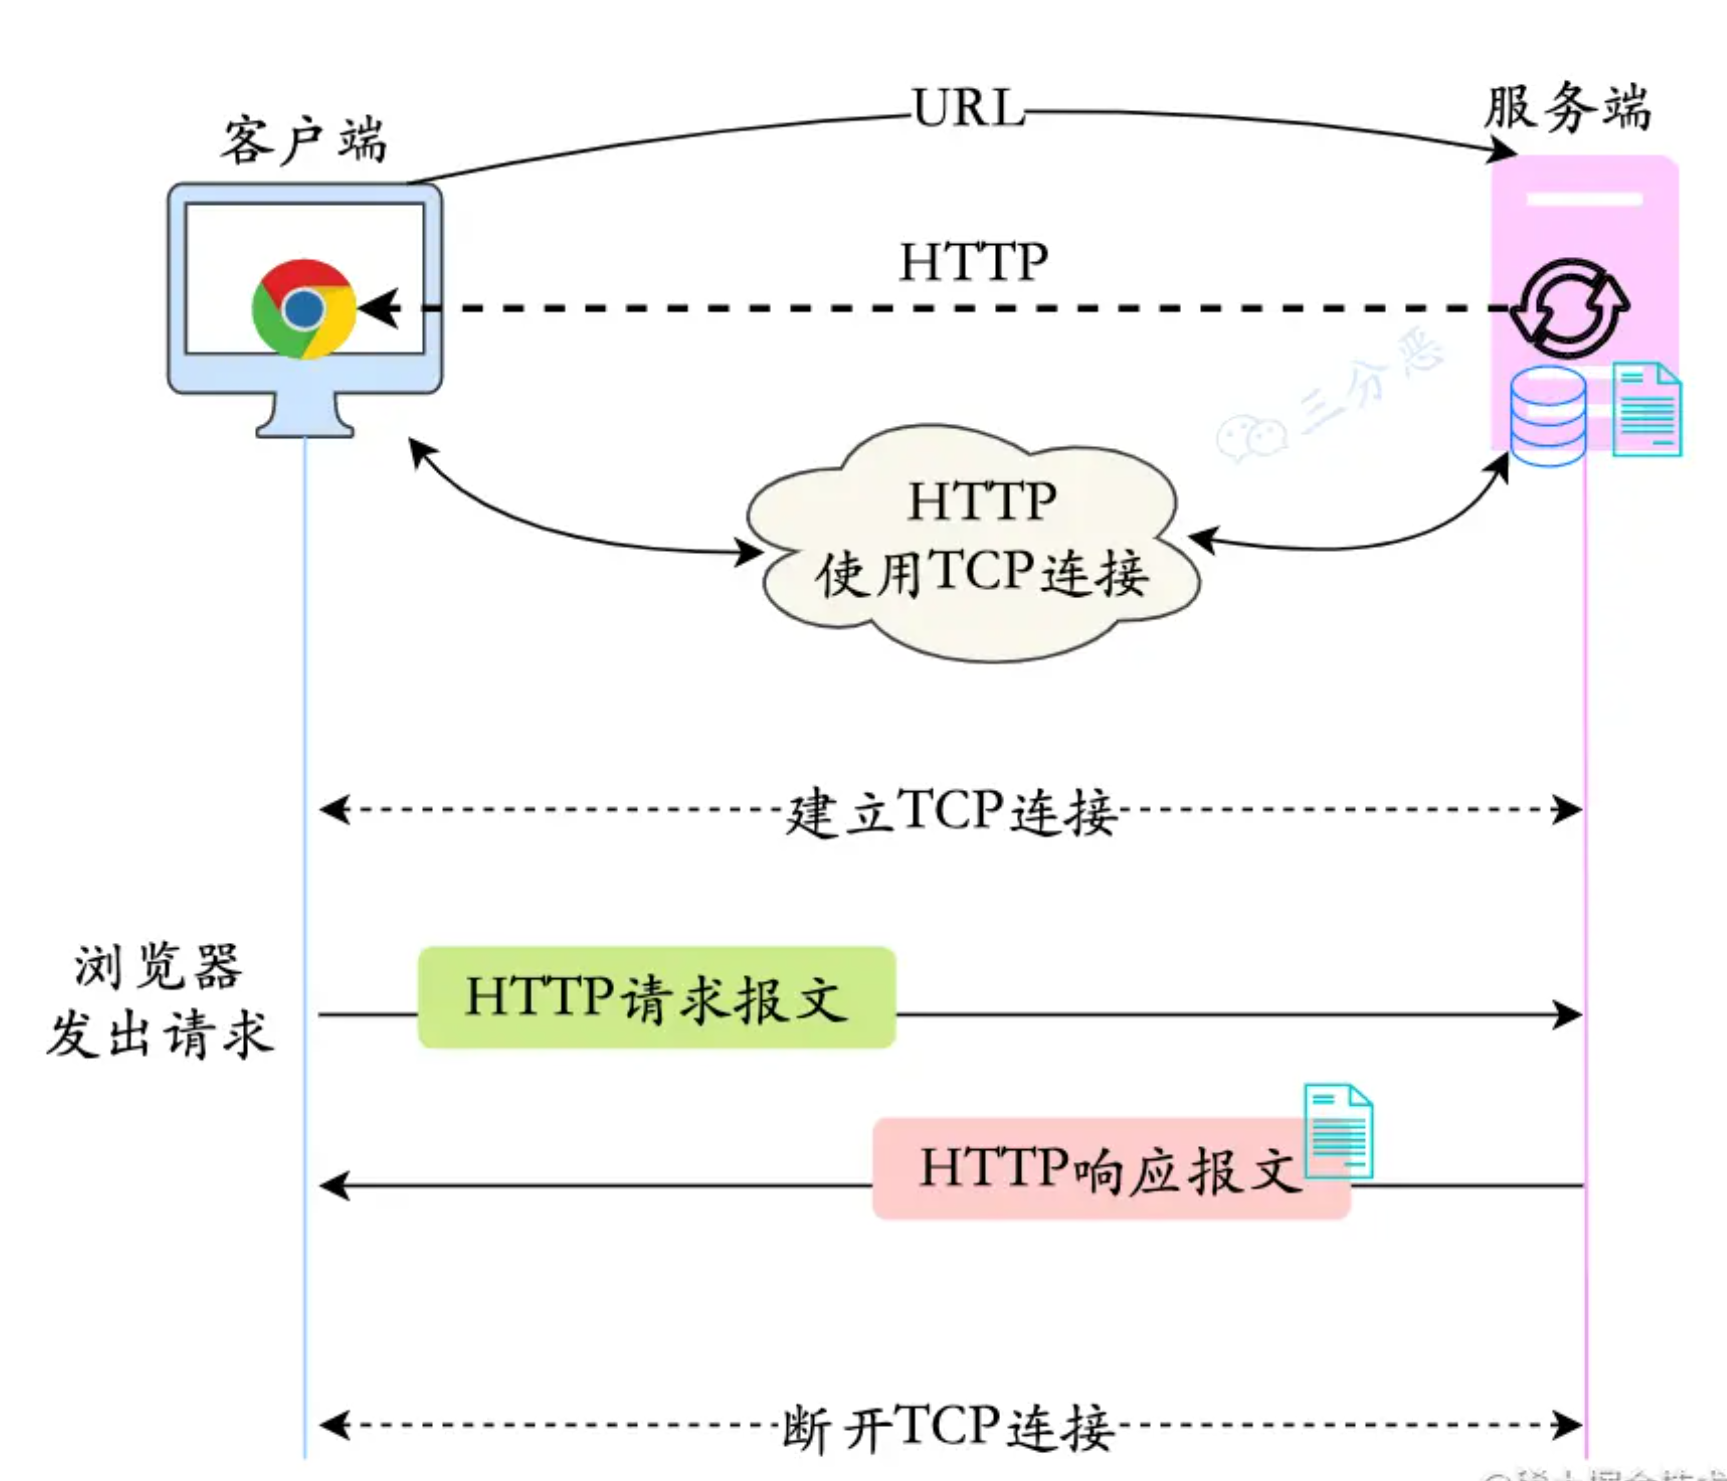 客户端
URL
服务端
HTTP
三分恶
HTTP
使用TCP连接
建立TCP连接
浏览器
发出请求
HTTP请求报文
HTTP响应报文
断开TCP连接